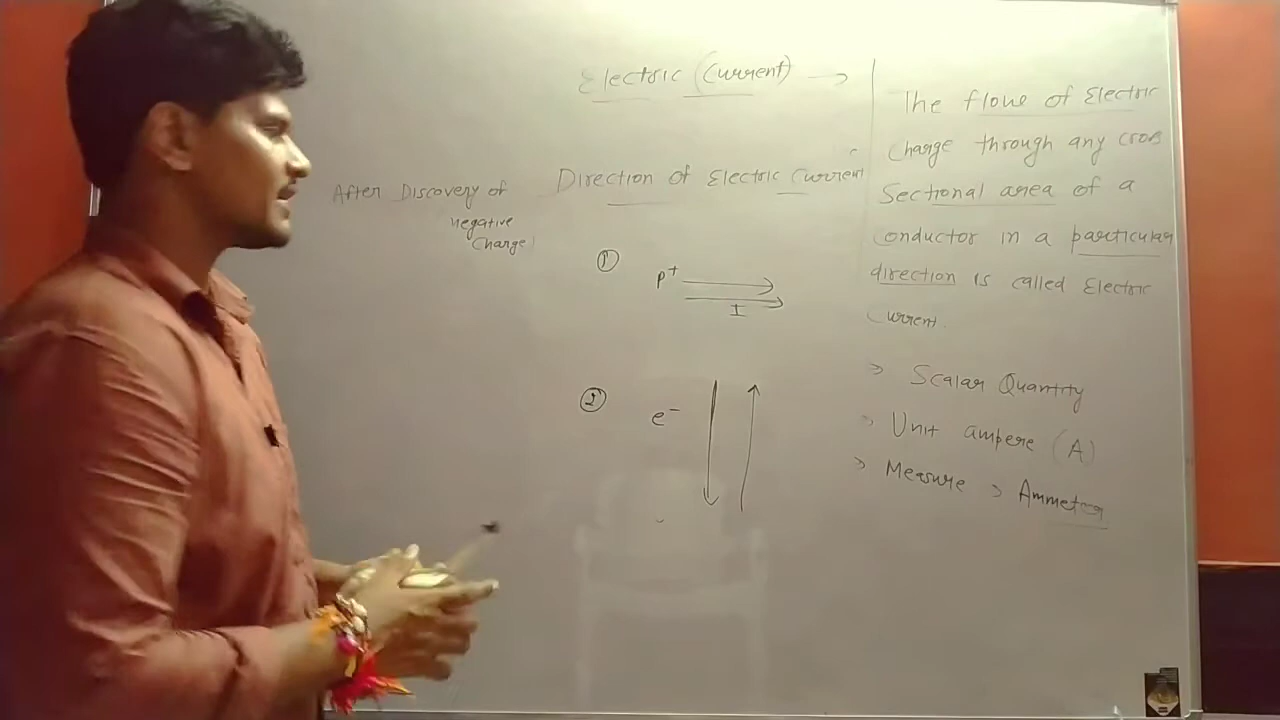 Electric (Current) →
The flowe of Electric
charge through any cross
Sectional area of a
conductor in a particular
direction is called Electric
Current.
→ Scalar Quantity
→ Unit ampere (A)
→ Measure → Ammeter
Direction of Electric Current
After Discovery of
negative
charge
① P⁺
I
② e⁻